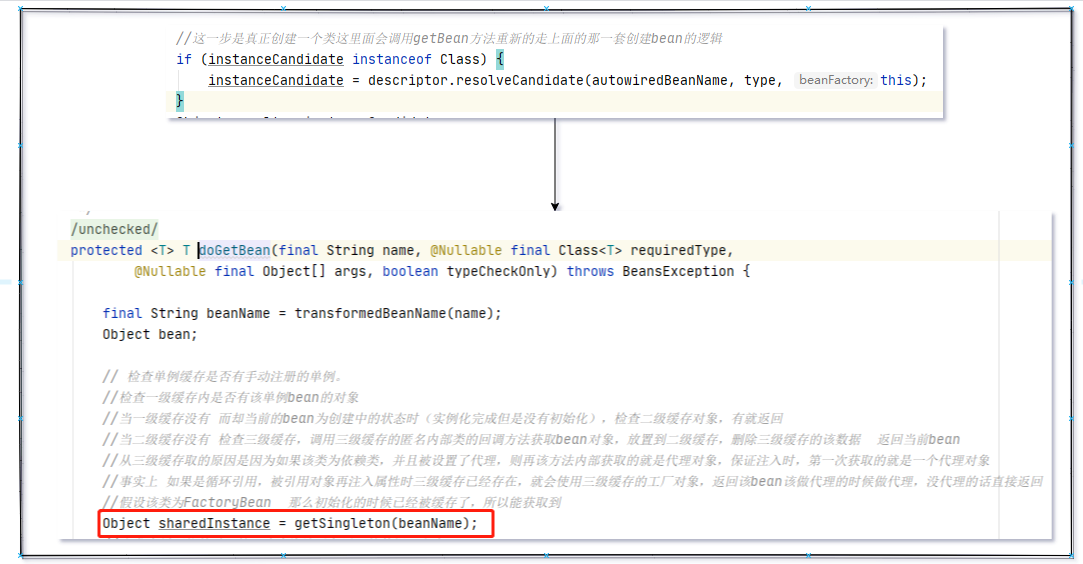 //这一步是真正创建一个类这里面会调用getBean方法重新的走上面的那一套创建bean的逻辑
if (instanceCandidate instanceof Class) {
instanceCandidate = descriptor.resolveCandidate(autowiredBeanName, type, beanFactory: this);
}
/unchecked/
protected <T> T doGetBean(final String name, @Nullable final Class<T> requiredType,
@Nullable final Object[] args, boolean typeCheckOnly) throws BeansException {
final String beanName = transformedBeanName(name);
Object bean;
// 检查单例缓存是否有手动注册的单例。
//检查一级缓存内是否有该单例bean的对象
//当一级缓存没有 而却当前的bean为创建中的状态时（实例化完成但是没有初始化），检查二级缓存对象，有就返回
//当二级缓存没有 检查三级缓存，调用三级缓存的匿名内部类的回调方法获取bean对象，放置到二级缓存，删除三级缓存的该数据 返回当前bean
//从三级缓存取的原因是因为如果该类为依赖类，并且被设置了代理，则再该方法内部获取的就是代理对象，保证注入时，第一次获取的就是一个代理对象
//事实上 如果是循环引用，被引用对象再注入属性时三级缓存已经存在，就会使用三级缓存的工厂对象，返回该bean该做代理的时候做代理，没代理的话直接返回
//假设该类为FactoryBean 那么初始化的时候已经被缓存了，所以能获取到
Object sharedInstance = getSingleton(beanName);